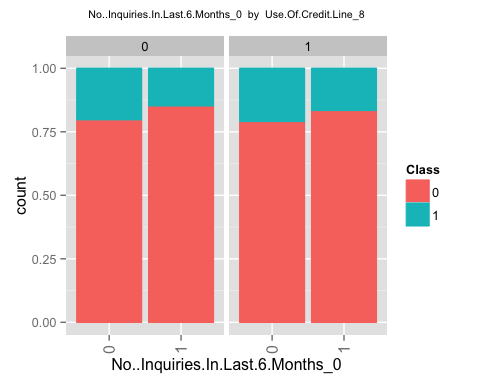 No..Inquiries.In.Last.6.Months_0 by Use.Of.Credit.Line_8
0 1
1.00
0.75
0.50
0.25
0.00
count
0 1 0 1
No..Inquiries.In.Last.6.Months_0
Class
0
1